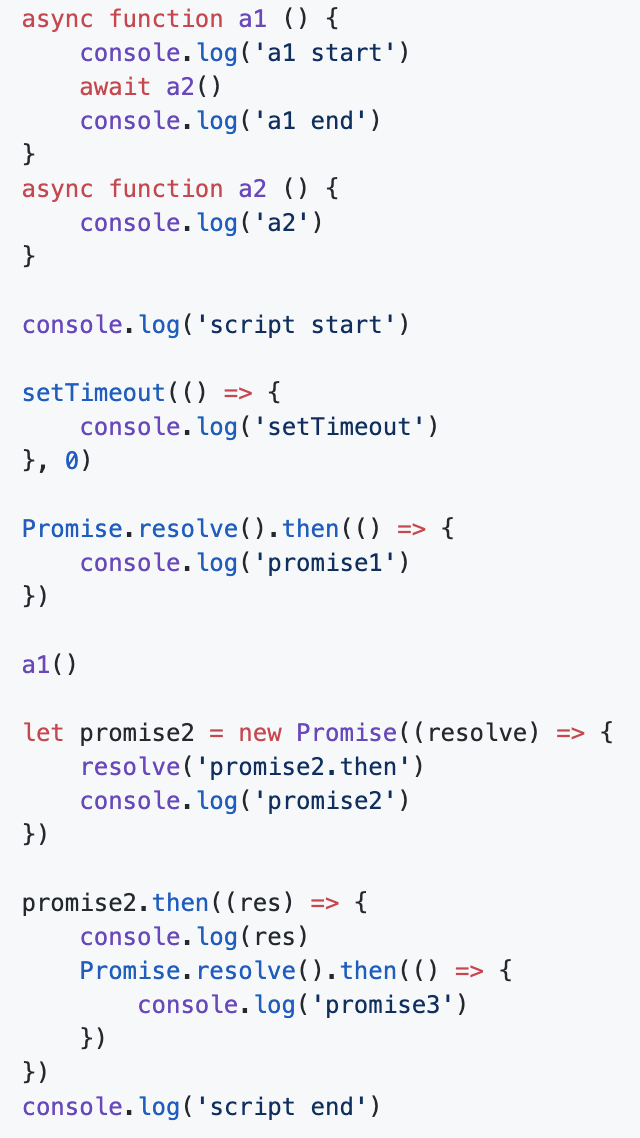 async function a1 () {
    console.log('a1 start')
    await a2()
    console.log('a1 end')
}
async function a2 () {
    console.log('a2')
}

console.log('script start')

setTimeout(() => {
    console.log('setTimeout')
}, 0)

Promise.resolve().then(() => {
    console.log('promise1')
})

a1()

let promise2 = new Promise((resolve) => {
    resolve('promise2.then')
    console.log('promise2')
})

promise2.then((res) => {
    console.log(res)
    Promise.resolve().then(() => {
        console.log('promise3')
    })
})
console.log('script end')